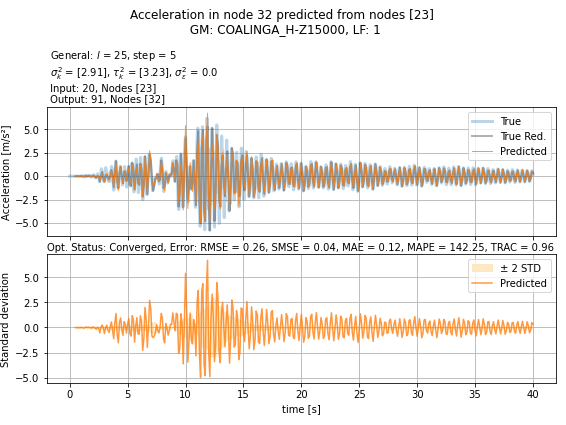 Acceleration in node 32 predicted from nodes [23]
GM: COALINGA_H-Z15000, LF: 1
General: l = 25, step = 5
σ²ₖ = [2.91], τ²ₖ = [3.23], σ²ε = 0.0
Input: 20, Nodes [23]
Output: 91, Nodes [32]
Acceleration [m/s²]
5.0
2.5
0.0
−2.5
−5.0
True
True Red.
Predicted
Opt. Status: Converged, Error: RMSE = 0.26, SMSE = 0.04, MAE = 0.12, MAPE = 142.25, TRAC = 0.96
Standard deviation
5.0
2.5
0.0
−2.5
−5.0
± 2 STD
Predicted
0 5 10 15 20 25 30 35 40
time [s]